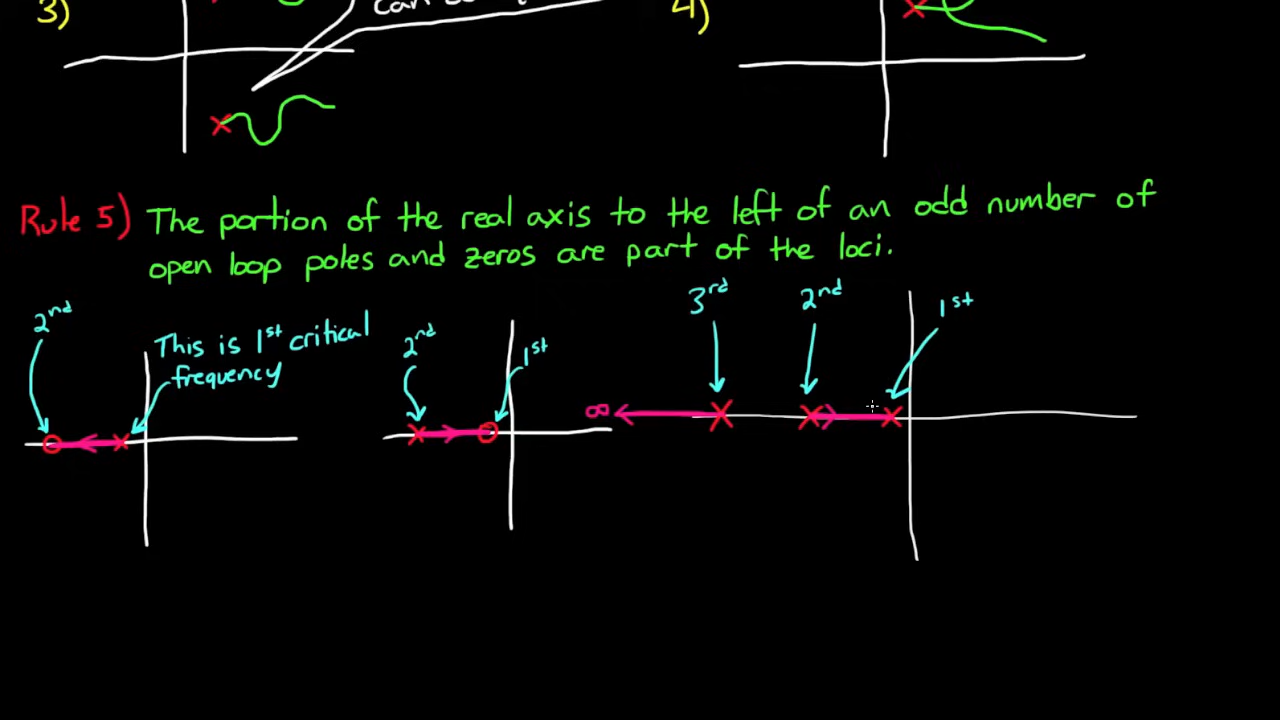 3)
can be
4)
Rule 5) The portion of the real axis to the left of an odd number of
open loop poles and zeros are part of the loci.
2nd
This is 1st critical
frequency
2nd
1st
3rd
2nd
1st
∞